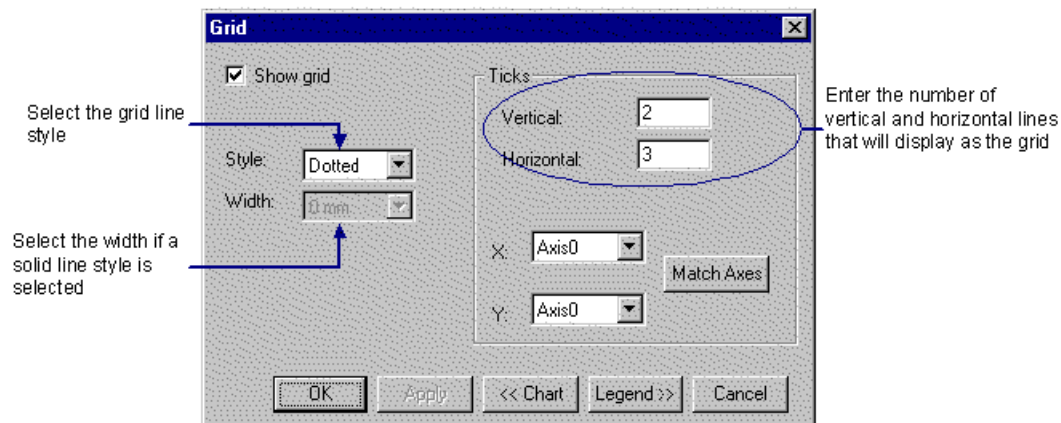 Grid
Show grid
Select the grid line
style
Style: Dotted
Width: 0 mm
Select the width if a
solid line style is
selected
Ticks
Vertical: 2
Horizontal: 3
Enter the number of
vertical and horizontal lines
that will display as the grid
X: Axis0
Match Axes
Y: Axis0
OK Apply << Chart Legend >> Cancel